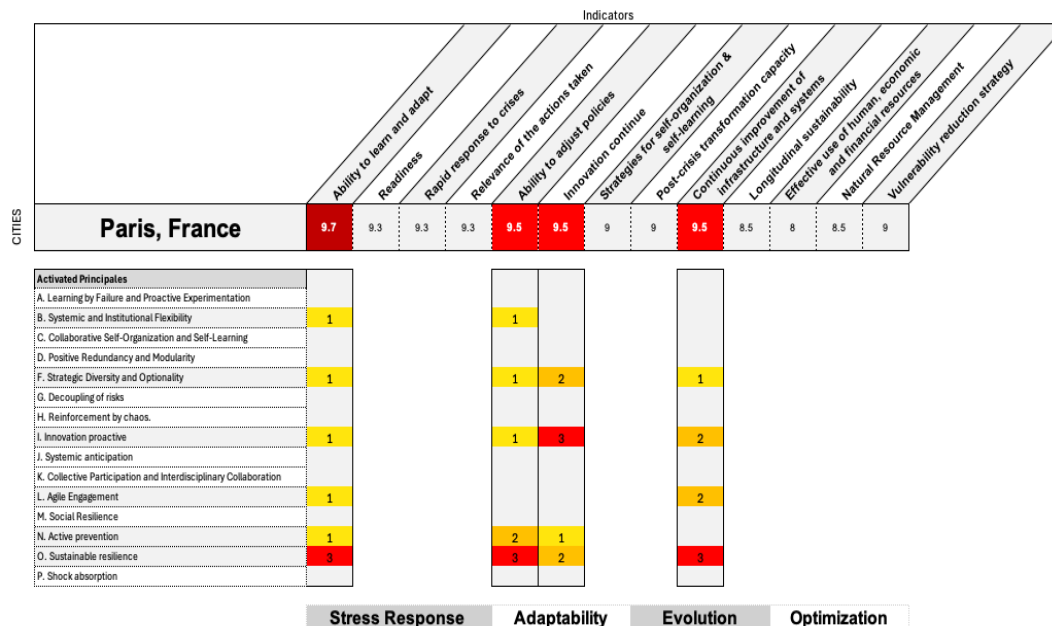 Indicators
Ability to learn and adapt
Readiness
Rapid response to crises
Relevance of the actions taken
Ability to adjust policies
Innovation continue
Strategies for self-organization &
self-learning
Post-crisis transformation capacity
Continuous improvement of
infrastructure and systems
Longitudinal sustainability
Effective use of human, economic
and financial resources
Natural Resource Management
Vulnerability reduction strategy
CITIES
Paris, France 9.7 9.3 9.3 9.3 9.5 9.5 9 9 9.5 8.5 8 8.5 9
Activated Principales
A. Learning by Failure and Proactive Experimentation
B. Systemic and Institutional Flexibility 1 1
C. Collaborative Self-Organization and Self-Learning
D. Positive Redundancy and Modularity
F. Strategic Diversity and Optionality 1 1 2 1
G. Decoupling of risks
H. Reinforcement by chaos.
I. Innovation proactive 1 1 3 2
J. Systemic anticipation
K. Collective Participation and Interdisciplinary Collaboration
L. Agile Engagement 1 2
M. Social Resilience
N. Active prevention 1 2 1
O. Sustainable resilience 3 3 2 3
P. Shock absorption
Stress Response Adaptability Evolution Optimization